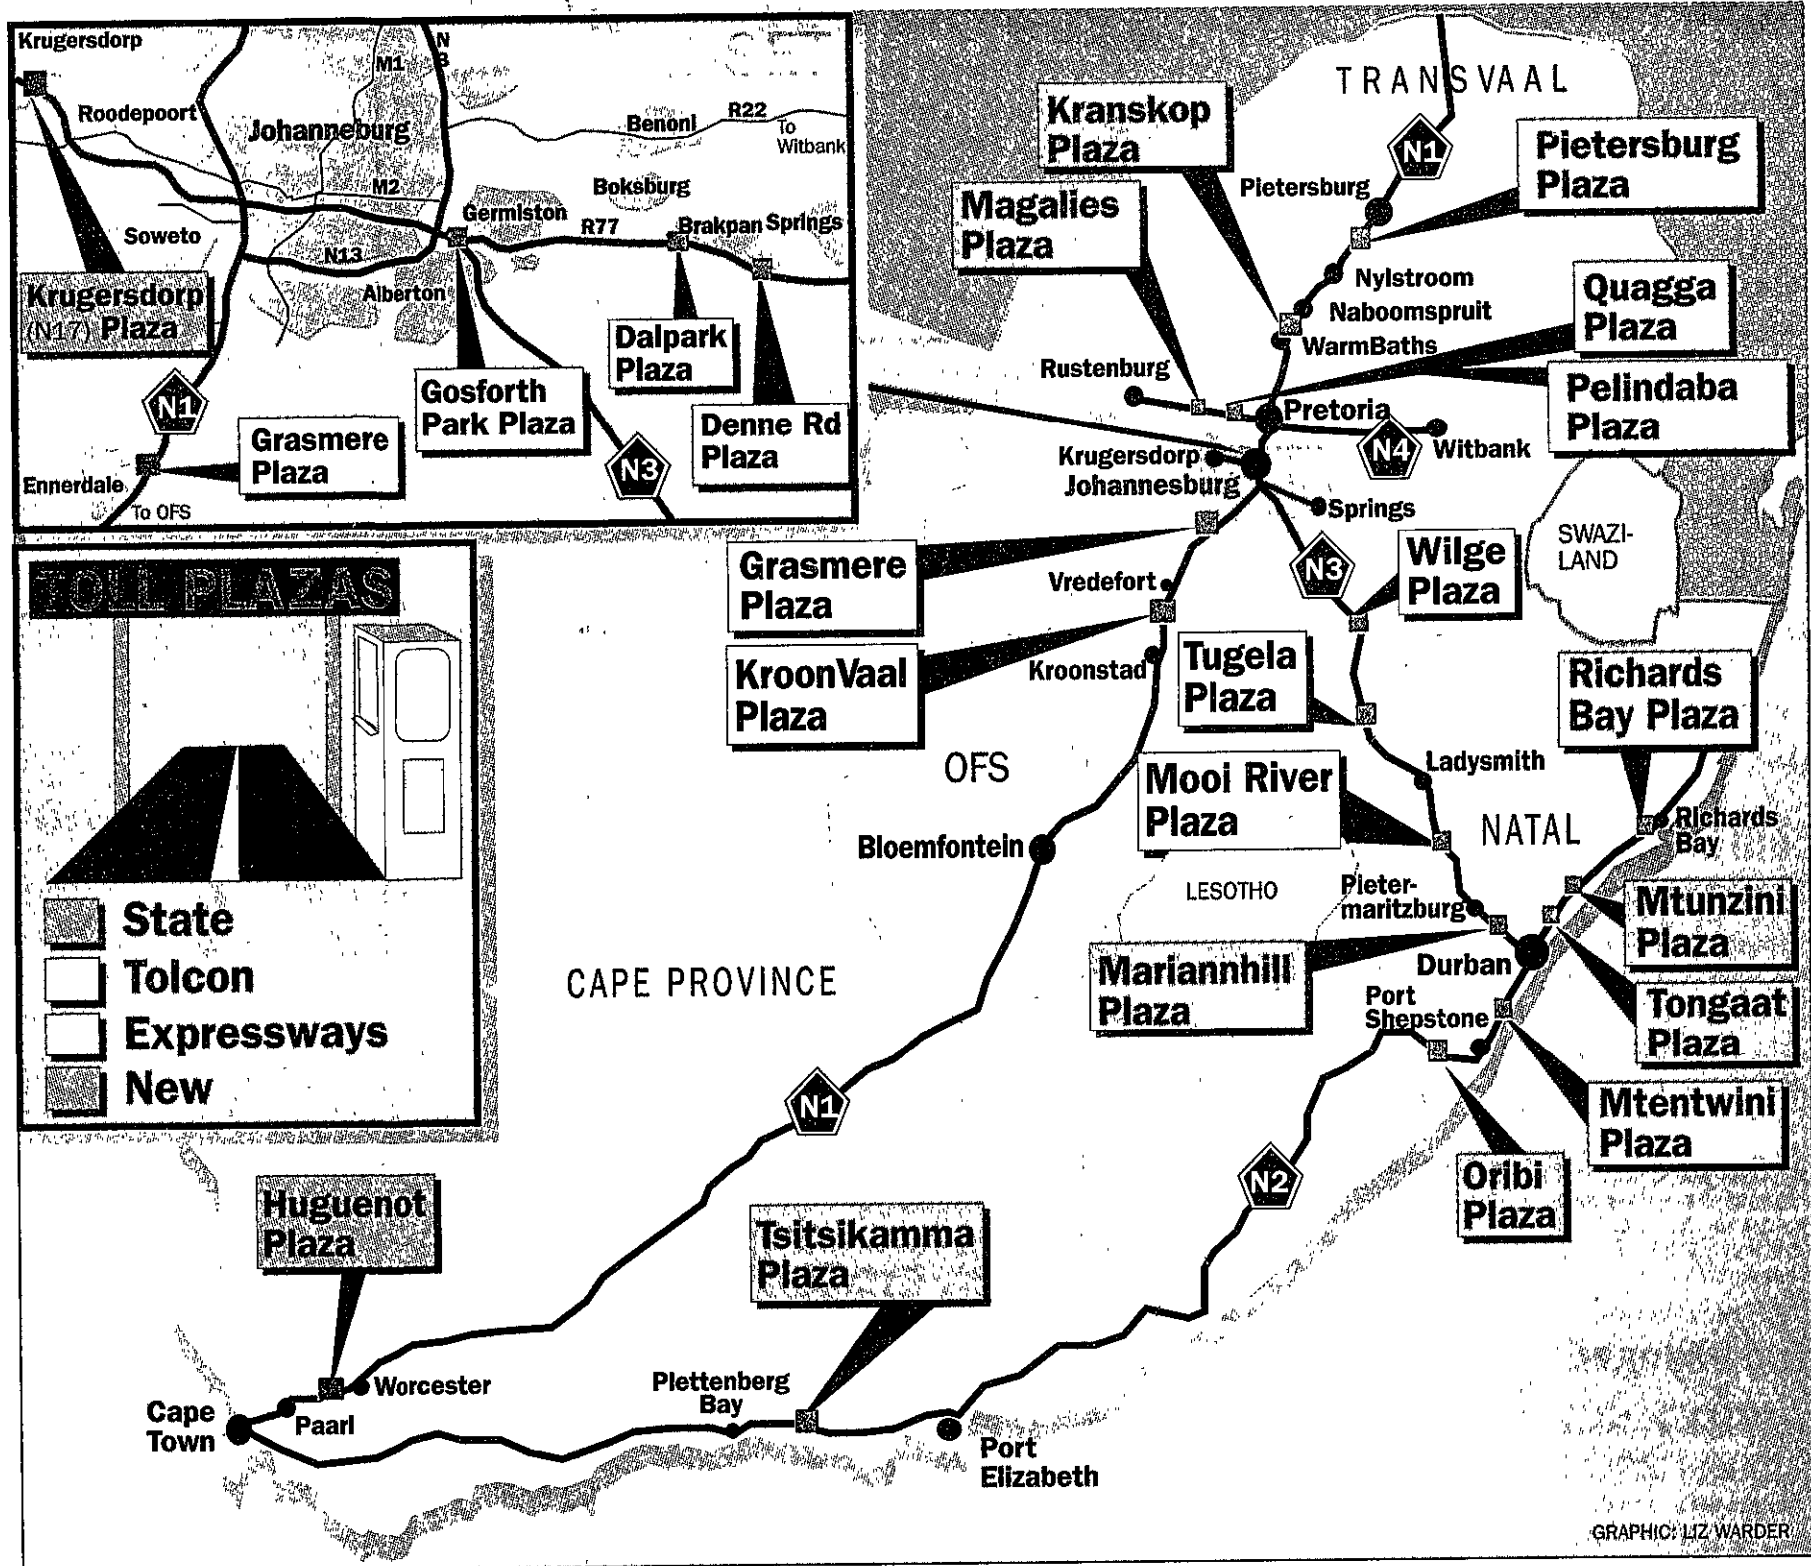 Krugersdorp
N
3
M1
Roodepoort
Johanneburg
Benoni
R22
To
Witbank
M2
Boksburg
Germiston
Soweto
R77
Brakpan
Springs
N13
Alberton
Krugersdorp
(N17) Plaza
Dalpark
Plaza
Gosforth
Park Plaza
Denne Rd
Plaza
N1
Grasmere
Plaza
N3
Ennerdale
To OFS
TOLL PLAZAS
State
Tolcon
Expressways
New
TRANSVAAL
Kranskop
Plaza
N1
Pietersburg
Plaza
Pietersburg
Magalies
Plaza
Nylstroom
Quagga
Plaza
Naboomspruit
WarmBaths
Rustenburg
Pelindaba
Plaza
Pretoria
N4
Witbank
Krugersdorp
Johannesburg
Springs
SWAZI-
LAND
Grasmere
Plaza
N3
Wilge
Plaza
Vredefort
KroonVaal
Plaza
Kroonstad
Tugela
Plaza
Richards
Bay Plaza
OFS
Ladysmith
Mooi River
Plaza
NATAL
Richards
Bay
Bloemfontein
LESOTHO
Pieter-
maritzburg
Mtunzini
Plaza
CAPE PROVINCE
Mariannhill
Plaza
Durban
Port
Shepstone
Tongaat
Plaza
N1
Mtentwini
Plaza
N2
Oribi
Plaza
Huguenot
Plaza
Tsitsikamma
Plaza
Worcester
Plettenberg
Bay
Cape
Town
Paarl
Port
Elizabeth
GRAPHIC: LIZ WARDER